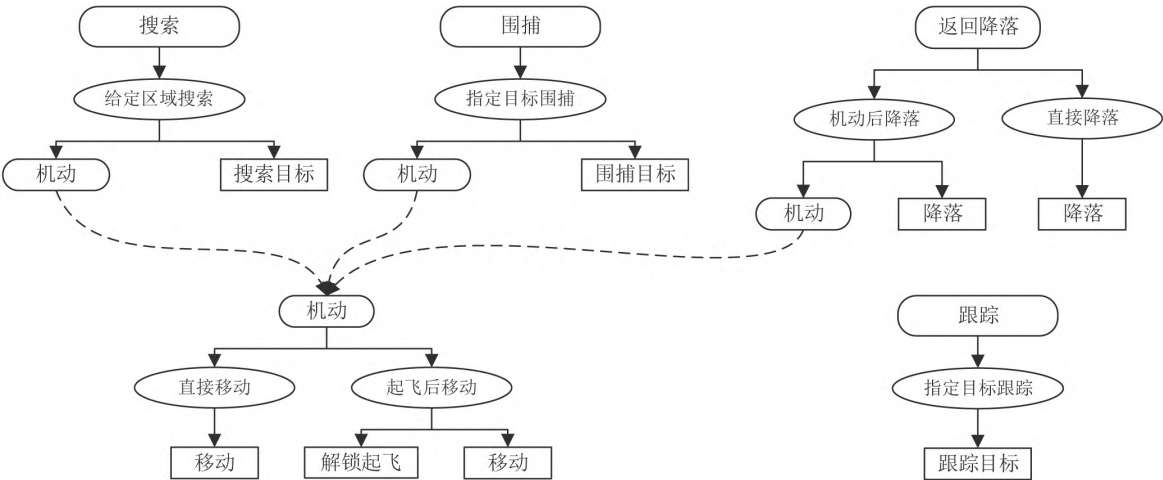 搜索
围捕
返回降落
给定区域搜索
指定目标围捕
机动后降落
直接降落
机动
搜索目标
机动
围捕目标
机动
降落
降落
机动
跟踪
直接移动
起飞后移动
指定目标跟踪
移动
解锁起飞
移动
跟踪目标